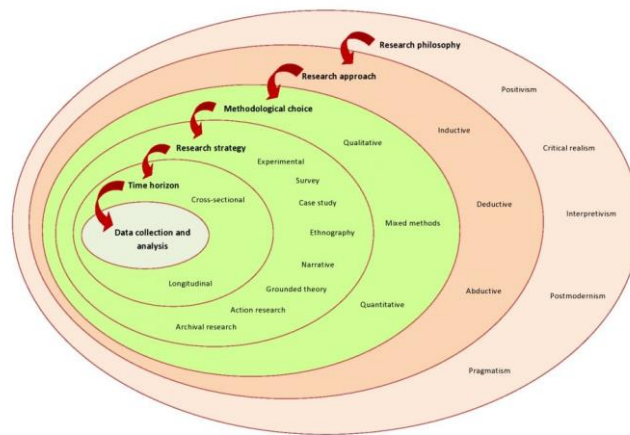 Research philosophy
Research approach
Positivism
Methodological choice
Inductive
Qualitative
Critical realism
Research strategy
Experimental
Survey
Time horizon
Cross-sectional
Case study
Deductive
Interpretivism
Mixed methods
Data collection and
analysis
Ethnography
Narrative
Longitudinal
Grounded theory
Abductive
Postmodernism
Action research
Quantitative
Archival research
Pragmatism